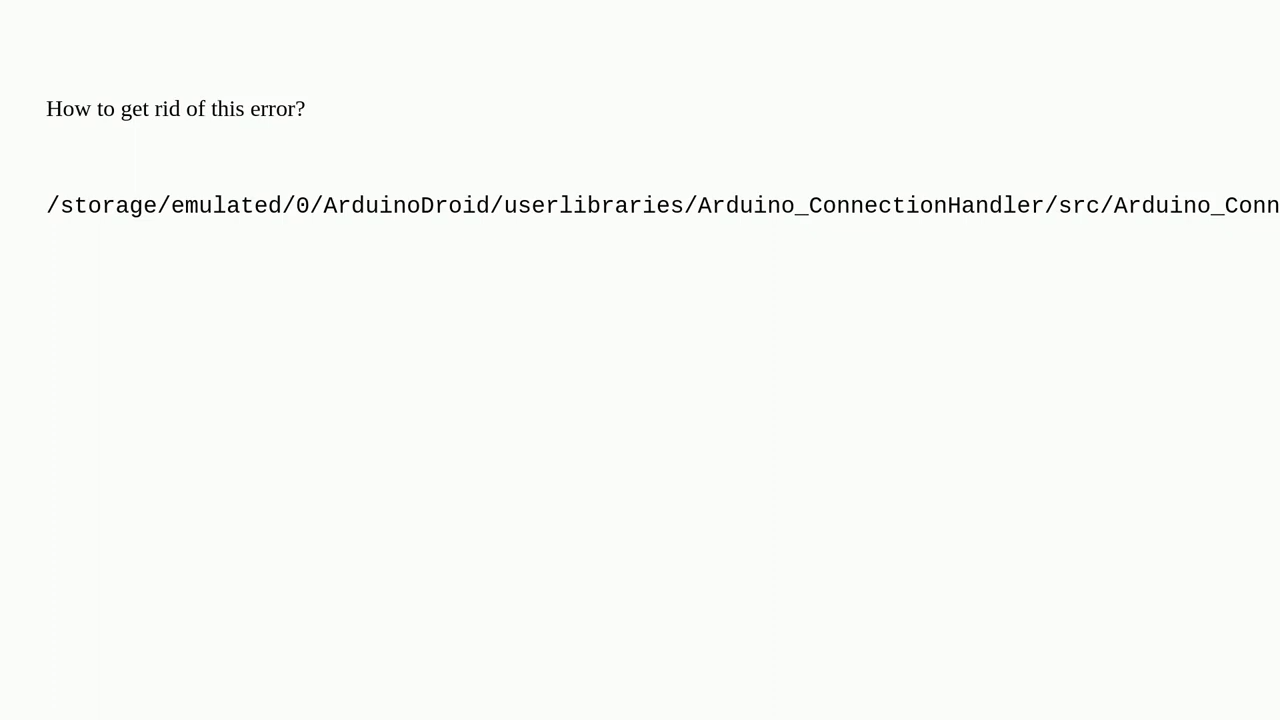 How to get rid of this error?
/storage/emulated/0/ArduinoDroid/userlibraries/Arduino_ConnectionHandler/src/Arduino_Conn